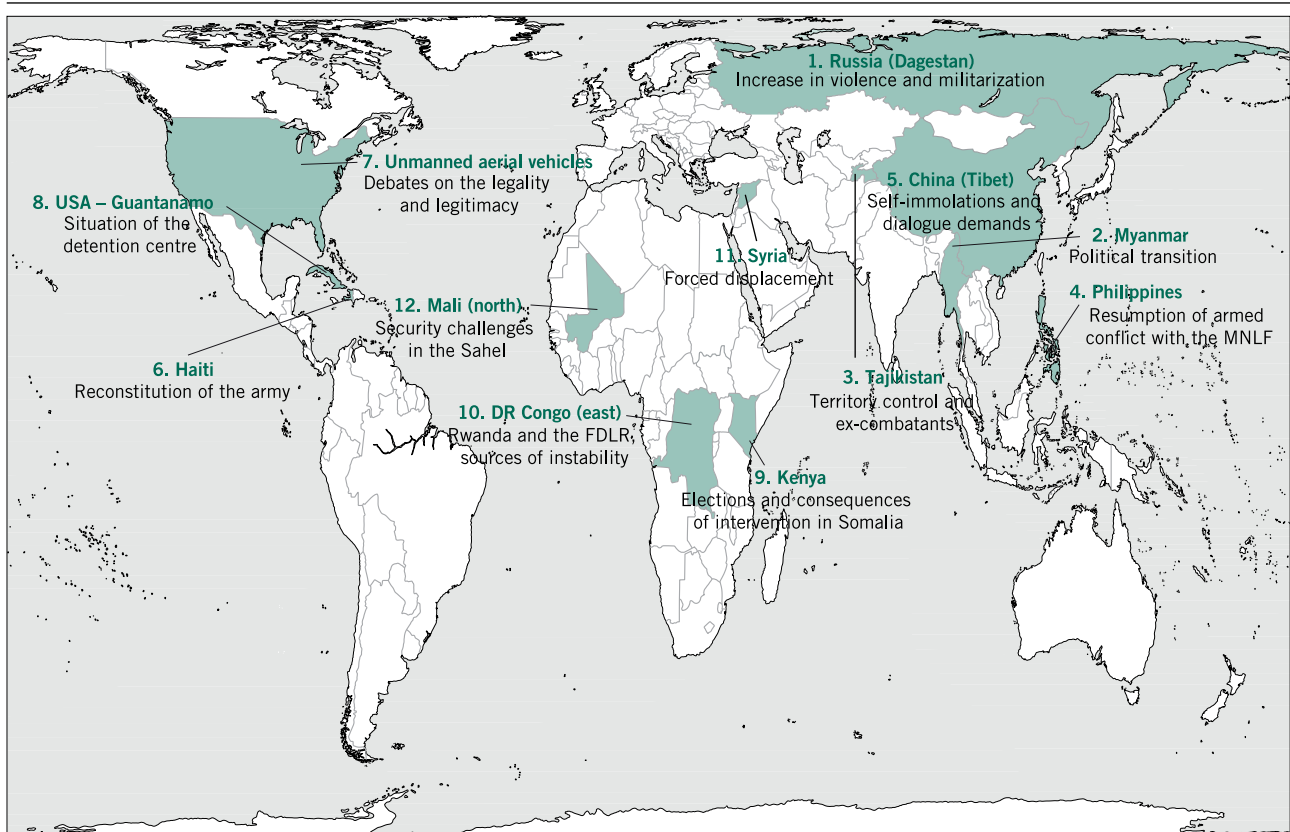 1. Russia (Dagestan)
Increase in violence and militarization
7. Unmanned aerial vehicles
Debates on the legality
and legitimacy
5. China (Tibet)
Self-immolations and
dialogue demands
8. USA – Guantanamo
Situation of the
detention centre
2. Myanmar
Political transition
11. Syria
Forced displacement
4. Philippines
Resumption of armed
conflict with the MNLF
12. Mali (north)
Security challenges
in the Sahel
6. Haiti
Reconstitution of the army
3. Tajikistan
Territory control and
ex-combatants
10. DR Congo (east)
Rwanda and the FDLR,
sources of instability
9. Kenya
Elections and consequences
of intervention in Somalia